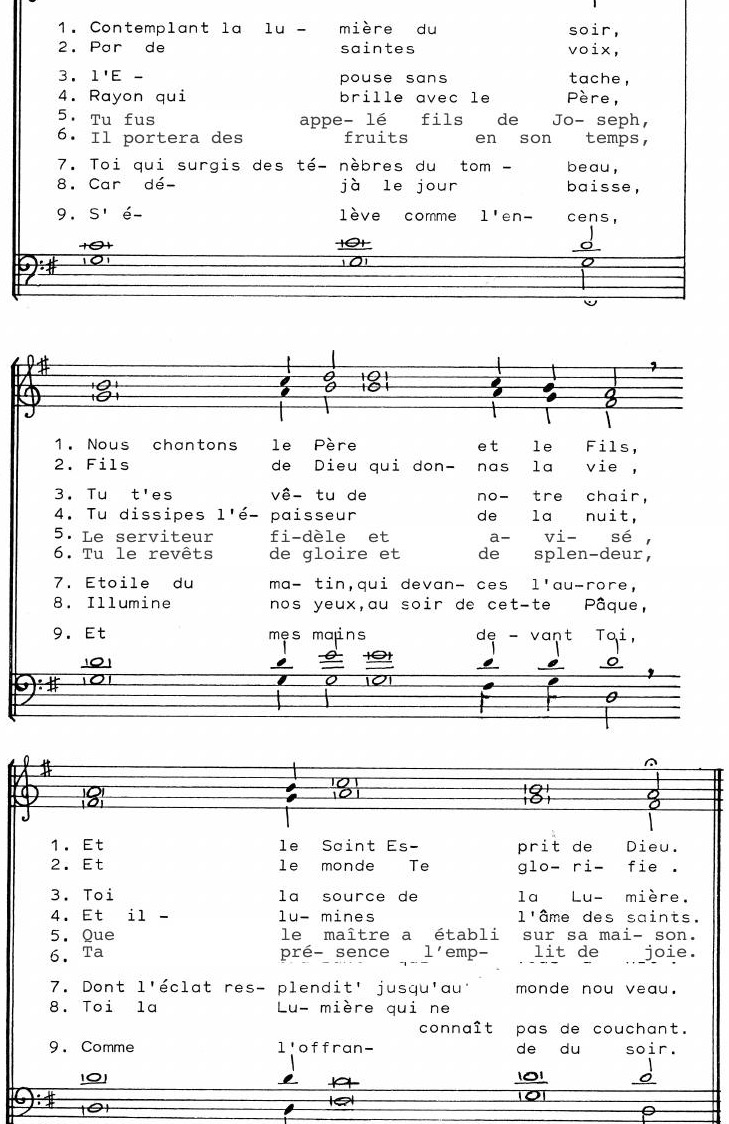 1. Contemplant la lu - mière du soir,
2. Par de saintes voix,
3. l'E - pouse sans tache,
4. Rayon qui brille avec le Père,
5. Tu fus appe- lé fils de Jo- seph,
6. Il portera des fruits en son temps,
7. Toi qui surgis des té- nèbres du tom - beau,
8. Car dé- jà le jour baisse,
9. S' é- lève comme l'en- cens,
1. Nous chantons le Père et le Fils,
2. Fils de Dieu qui don- nas la vie ,
3. Tu t'es vê- tu de no- tre chair,
4. Tu dissipes l'é- paisseur de la nuit,
5. Le serviteur fi-dèle et a- vi- sé ,
6. Tu le revêts de gloire et de splen-deur,
7. Etoile du ma- tin,qui devan- ces l'au-rore,
8. Illumine nos yeux,au soir de cet-te Pâque,
9. Et mes mains de - vant Toi,
1. Et le Saint Es- prit de Dieu.
2. Et le monde Te glo- ri- fie .
3. Toi la source de la Lu- mière.
4. Et il - lu- mines l'âme des saints.
5. Que le maître a établi sur sa mai- son.
6. Ta pré- sence l'emp- lit de joie.
7. Dont l'éclat res- plendit' jusqu'au monde nou veau.
8. Toi la Lu- mière qui ne
connaît pas de couchant.
9. Comme l'offran- de du soir.